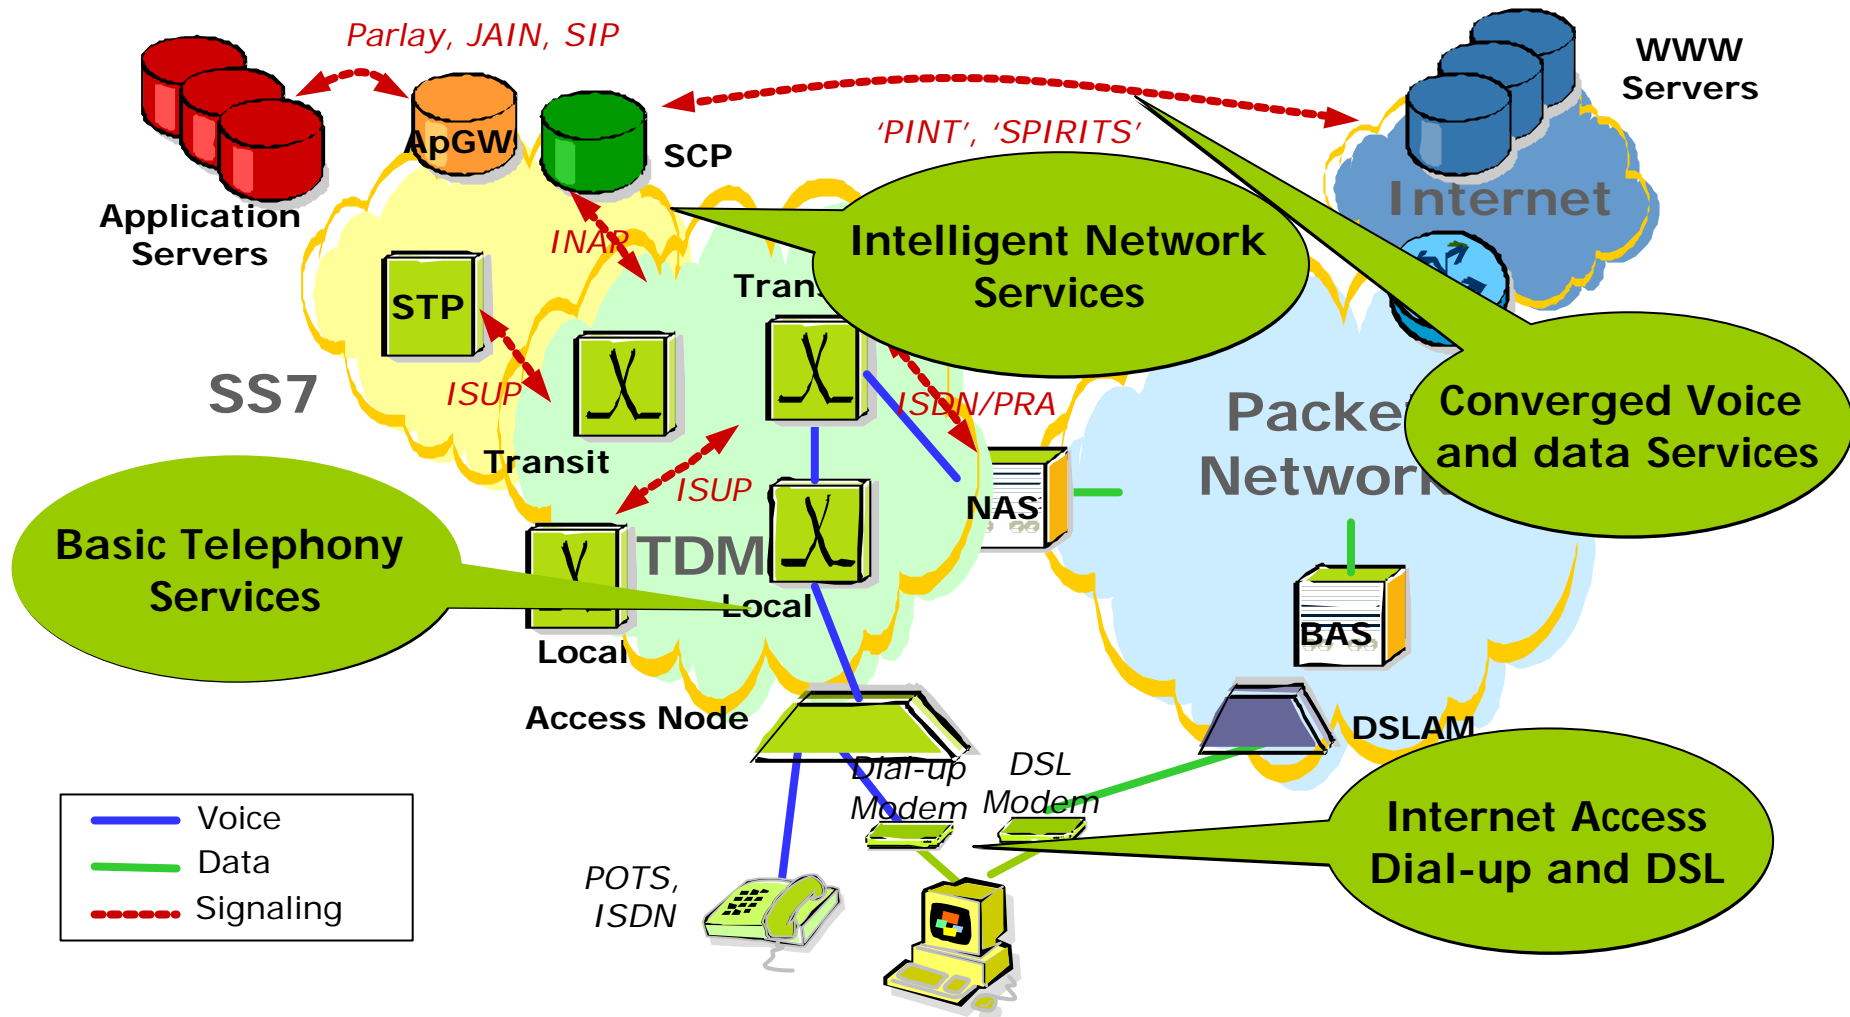 Parlay, JAIN, SIP
WWW
Servers
ApGW
SCP
'PINT', 'SPIRITS'
Application
Servers
INAP
Internet
Intelligent Network
Services
STP
SS7
ISUP
Transit
ISDN/PRA
Packet
Network
Converged Voice
and data Services
ISUP
NAS
Basic Telephony
Services
TDM
Local
Local
BAS
Access Node
DSLAM
Dial-up
Modem
DSL
Modem
Internet Access
Dial-up and DSL
Voice
Data
Signaling
POTS,
ISDN